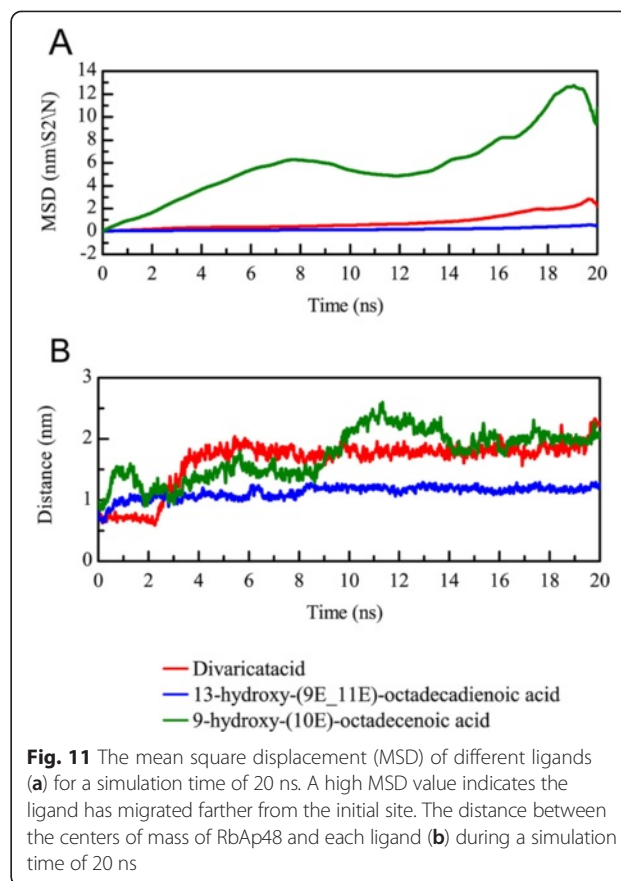 A
MSD (nm\S2\N)
14
12
10
8
6
4
2
0
-2
0 2 4 6 8 10 12 14 16 18 20
Time (ns)
B
Distance (nm)
3
2
1
0
0 2 4 6 8 10 12 14 16 18 20
Time (ns)
Divaricatacid
13-hydroxy-(9E_11E)-octadecadienoic acid
9-hydroxy-(10E)-octadecenoic acid
Fig. 11 The mean square displacement (MSD) of different ligands
(a) for a simulation time of 20 ns. A high MSD value indicates the
ligand has migrated farther from the initial site. The distance between
the centers of mass of RbAp48 and each ligand (b) during a simulation
time of 20 ns